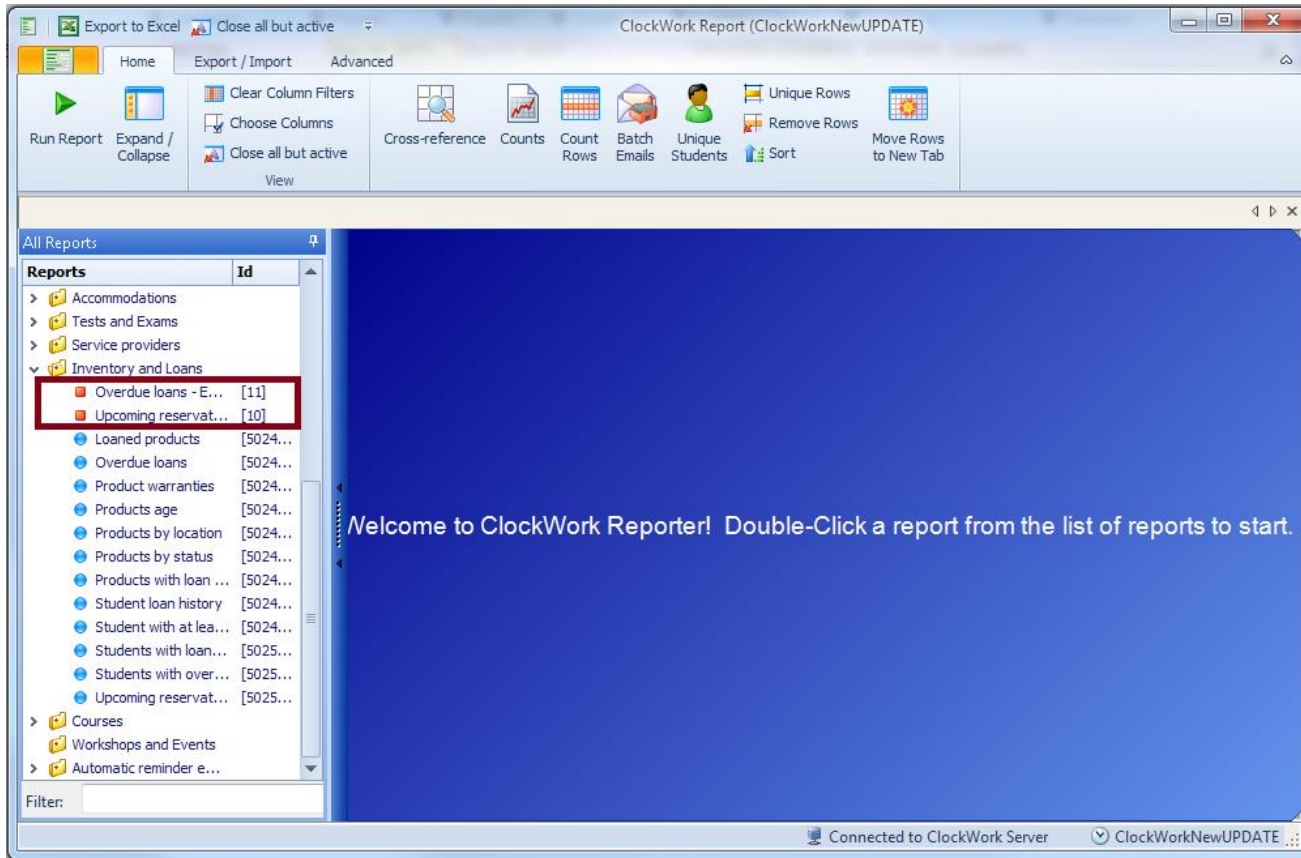 Export to Excel Close all but active ClockWork Report (ClockWorkNewUPDATE)
Home Export / Import Advanced
Run Report
Expand / Collapse
Clear Column Filters
Choose Columns
Close all but active
View
Cross-reference
Counts
Count Rows
Batch Emails
Unique Students
Unique Rows
Remove Rows
Sort
Move Rows to New Tab
All Reports
Reports Id
Accommodations
Tests and Exams
Service providers
Inventory and Loans
Overdue loans - E... [11]
Upcoming reservat... [10]
Loaned products [5024...
Overdue loans [5024...
Product warranties [5024...
Products age [5024...
Products by location [5024...
Products by status [5024...
Products with loan ... [5024...
Student loan history [5024...
Student with at lea... [5024...
Students with loan... [5025...
Students with over... [5025...
Upcoming reservat... [5025...
Courses
Workshops and Events
Automatic reminder e...
Filter:
Welcome to ClockWork Reporter! Double-Click a report from the list of reports to start.
Connected to ClockWork Server ClockWorkNewUPDATE